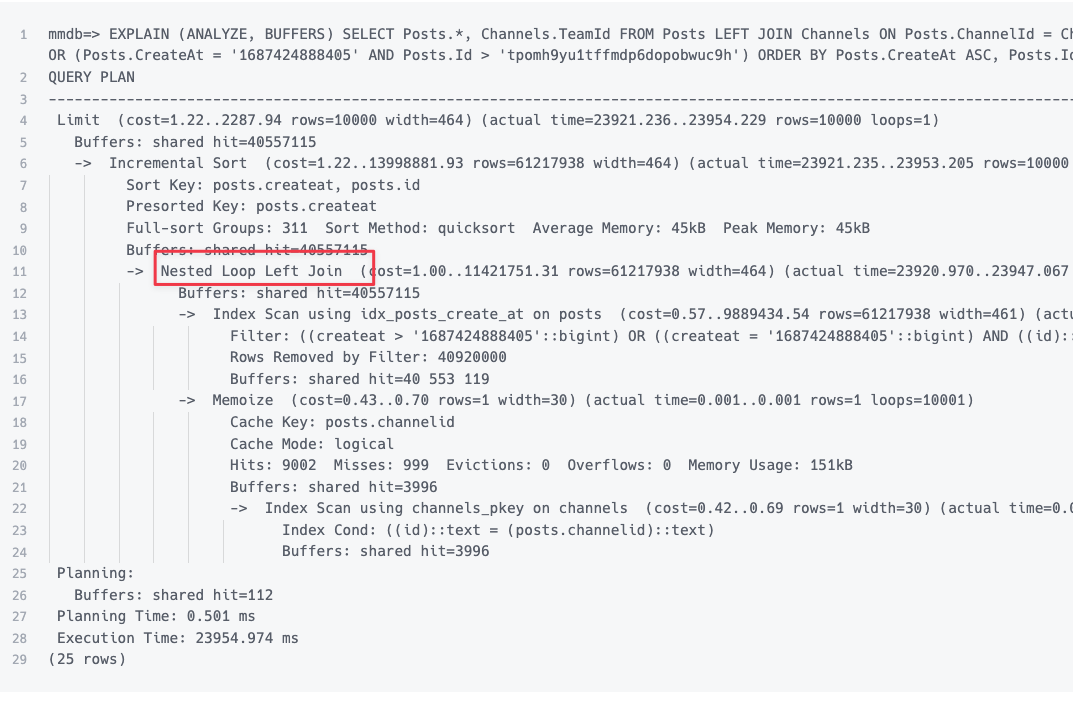 1 mmdb=> EXPLAIN (ANALYZE, BUFFERS) SELECT Posts.*, Channels.TeamId FROM Posts LEFT JOIN Channels ON Posts.ChannelId = Ch
OR (Posts.CreateAt = '1687424888405' AND Posts.Id > 'tpomh9yu1tffmdp6dopobwuc9h') ORDER BY Posts.CreateAt ASC, Posts.Id
2 QUERY PLAN
3 ----------------------------------------------------------------------------------------------------------------------
4 Limit (cost=1.22..2287.94 rows=10000 width=464) (actual time=23921.236..23954.229 rows=10000 loops=1)
5 Buffers: shared hit=40557115
6 -> Incremental Sort (cost=1.22..13998881.93 rows=61217938 width=464) (actual time=23921.235..23953.205 rows=10000
7 Sort Key: posts.createat, posts.id
8 Presorted Key: posts.createat
9 Full-sort Groups: 311 Sort Method: quicksort Average Memory: 45kB Peak Memory: 45kB
10 Buffers: shared hit=40557115
11 -> Nested Loop Left Join (cost=1.00..11421751.31 rows=61217938 width=464) (actual time=23920.970..23947.067
12 Buffers: shared hit=40557115
13 -> Index Scan using idx_posts_create_at on posts (cost=0.57..9889434.54 rows=61217938 width=461) (actu
14 Filter: ((createat > '1687424888405'::bigint) OR ((createat = '1687424888405'::bigint) AND ((id)::
15 Rows Removed by Filter: 40920000
16 Buffers: shared hit=40 553 119
17 -> Memoize (cost=0.43..0.70 rows=1 width=30) (actual time=0.001..0.001 rows=1 loops=10001)
18 Cache Key: posts.channelid
19 Cache Mode: logical
20 Hits: 9002 Misses: 999 Evictions: 0 Overflows: 0 Memory Usage: 151kB
21 Buffers: shared hit=3996
22 -> Index Scan using channels_pkey on channels (cost=0.42..0.69 rows=1 width=30) (actual time=0.0
23 Index Cond: ((id)::text = (posts.channelid)::text)
24 Buffers: shared hit=3996
25 Planning:
26 Buffers: shared hit=112
27 Planning Time: 0.501 ms
28 Execution Time: 23954.974 ms
29 (25 rows)